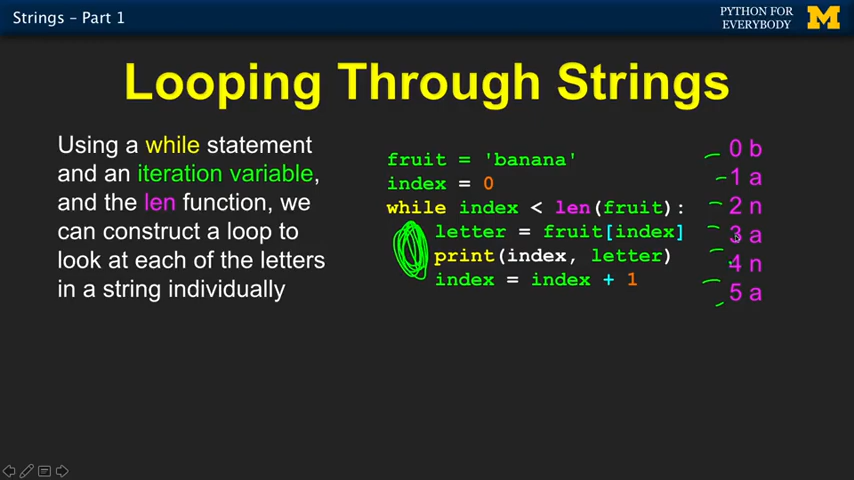 Strings – Part 1
PYTHON FOR
EVERYBODY
M
Looping Through Strings
Using a while statement
and an iteration variable,
and the len function, we
can construct a loop to
look at each of the letters
in a string individually
fruit = 'banana'
index = 0
while index < len(fruit):
    letter = fruit[index]
    print(index, letter)
    index = index + 1
0 b
1 a
2 n
3 a
4 n
5 a